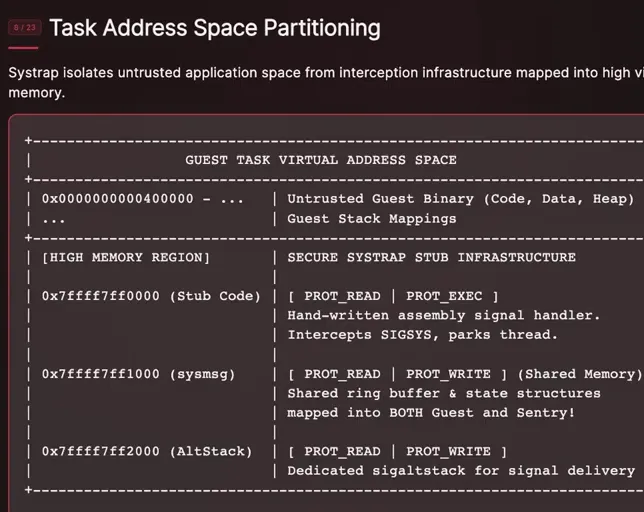 8 / 23
Task Address Space Partitioning
Systrap isolates untrusted application space from interception infrastructure mapped into high
memory.
+------------------------------------------------------------------------
| GUEST TASK VIRTUAL ADDRESS SPACE
+------------------------------------------------------------------------
| 0x0000000000400000 - ... | Untrusted Guest Binary (Code, Data, Heap)
| ... | Guest Stack Mappings
+------------------------------------------------------------------------
| [HIGH MEMORY REGION] | SECURE SYSTRAP STUB INFRASTRUCTURE
| |
| 0x7ffff7ff0000 (Stub Code) | [ PROT_READ | PROT_EXEC ]
| | Hand-written assembly signal handler.
| | Intercepts SIGSYS, parks thread.
| |
| 0x7ffff7ff1000 (sysmsg) | [ PROT_READ | PROT_WRITE ] (Shared Memory)
| | Shared ring buffer & state structures
| | mapped into BOTH Guest and Sentry!
| |
| 0x7ffff7ff2000 (AltStack) | [ PROT_READ | PROT_WRITE ]
| | Dedicated sigaltstack for signal delivery
+------------------------------------------------------------------------